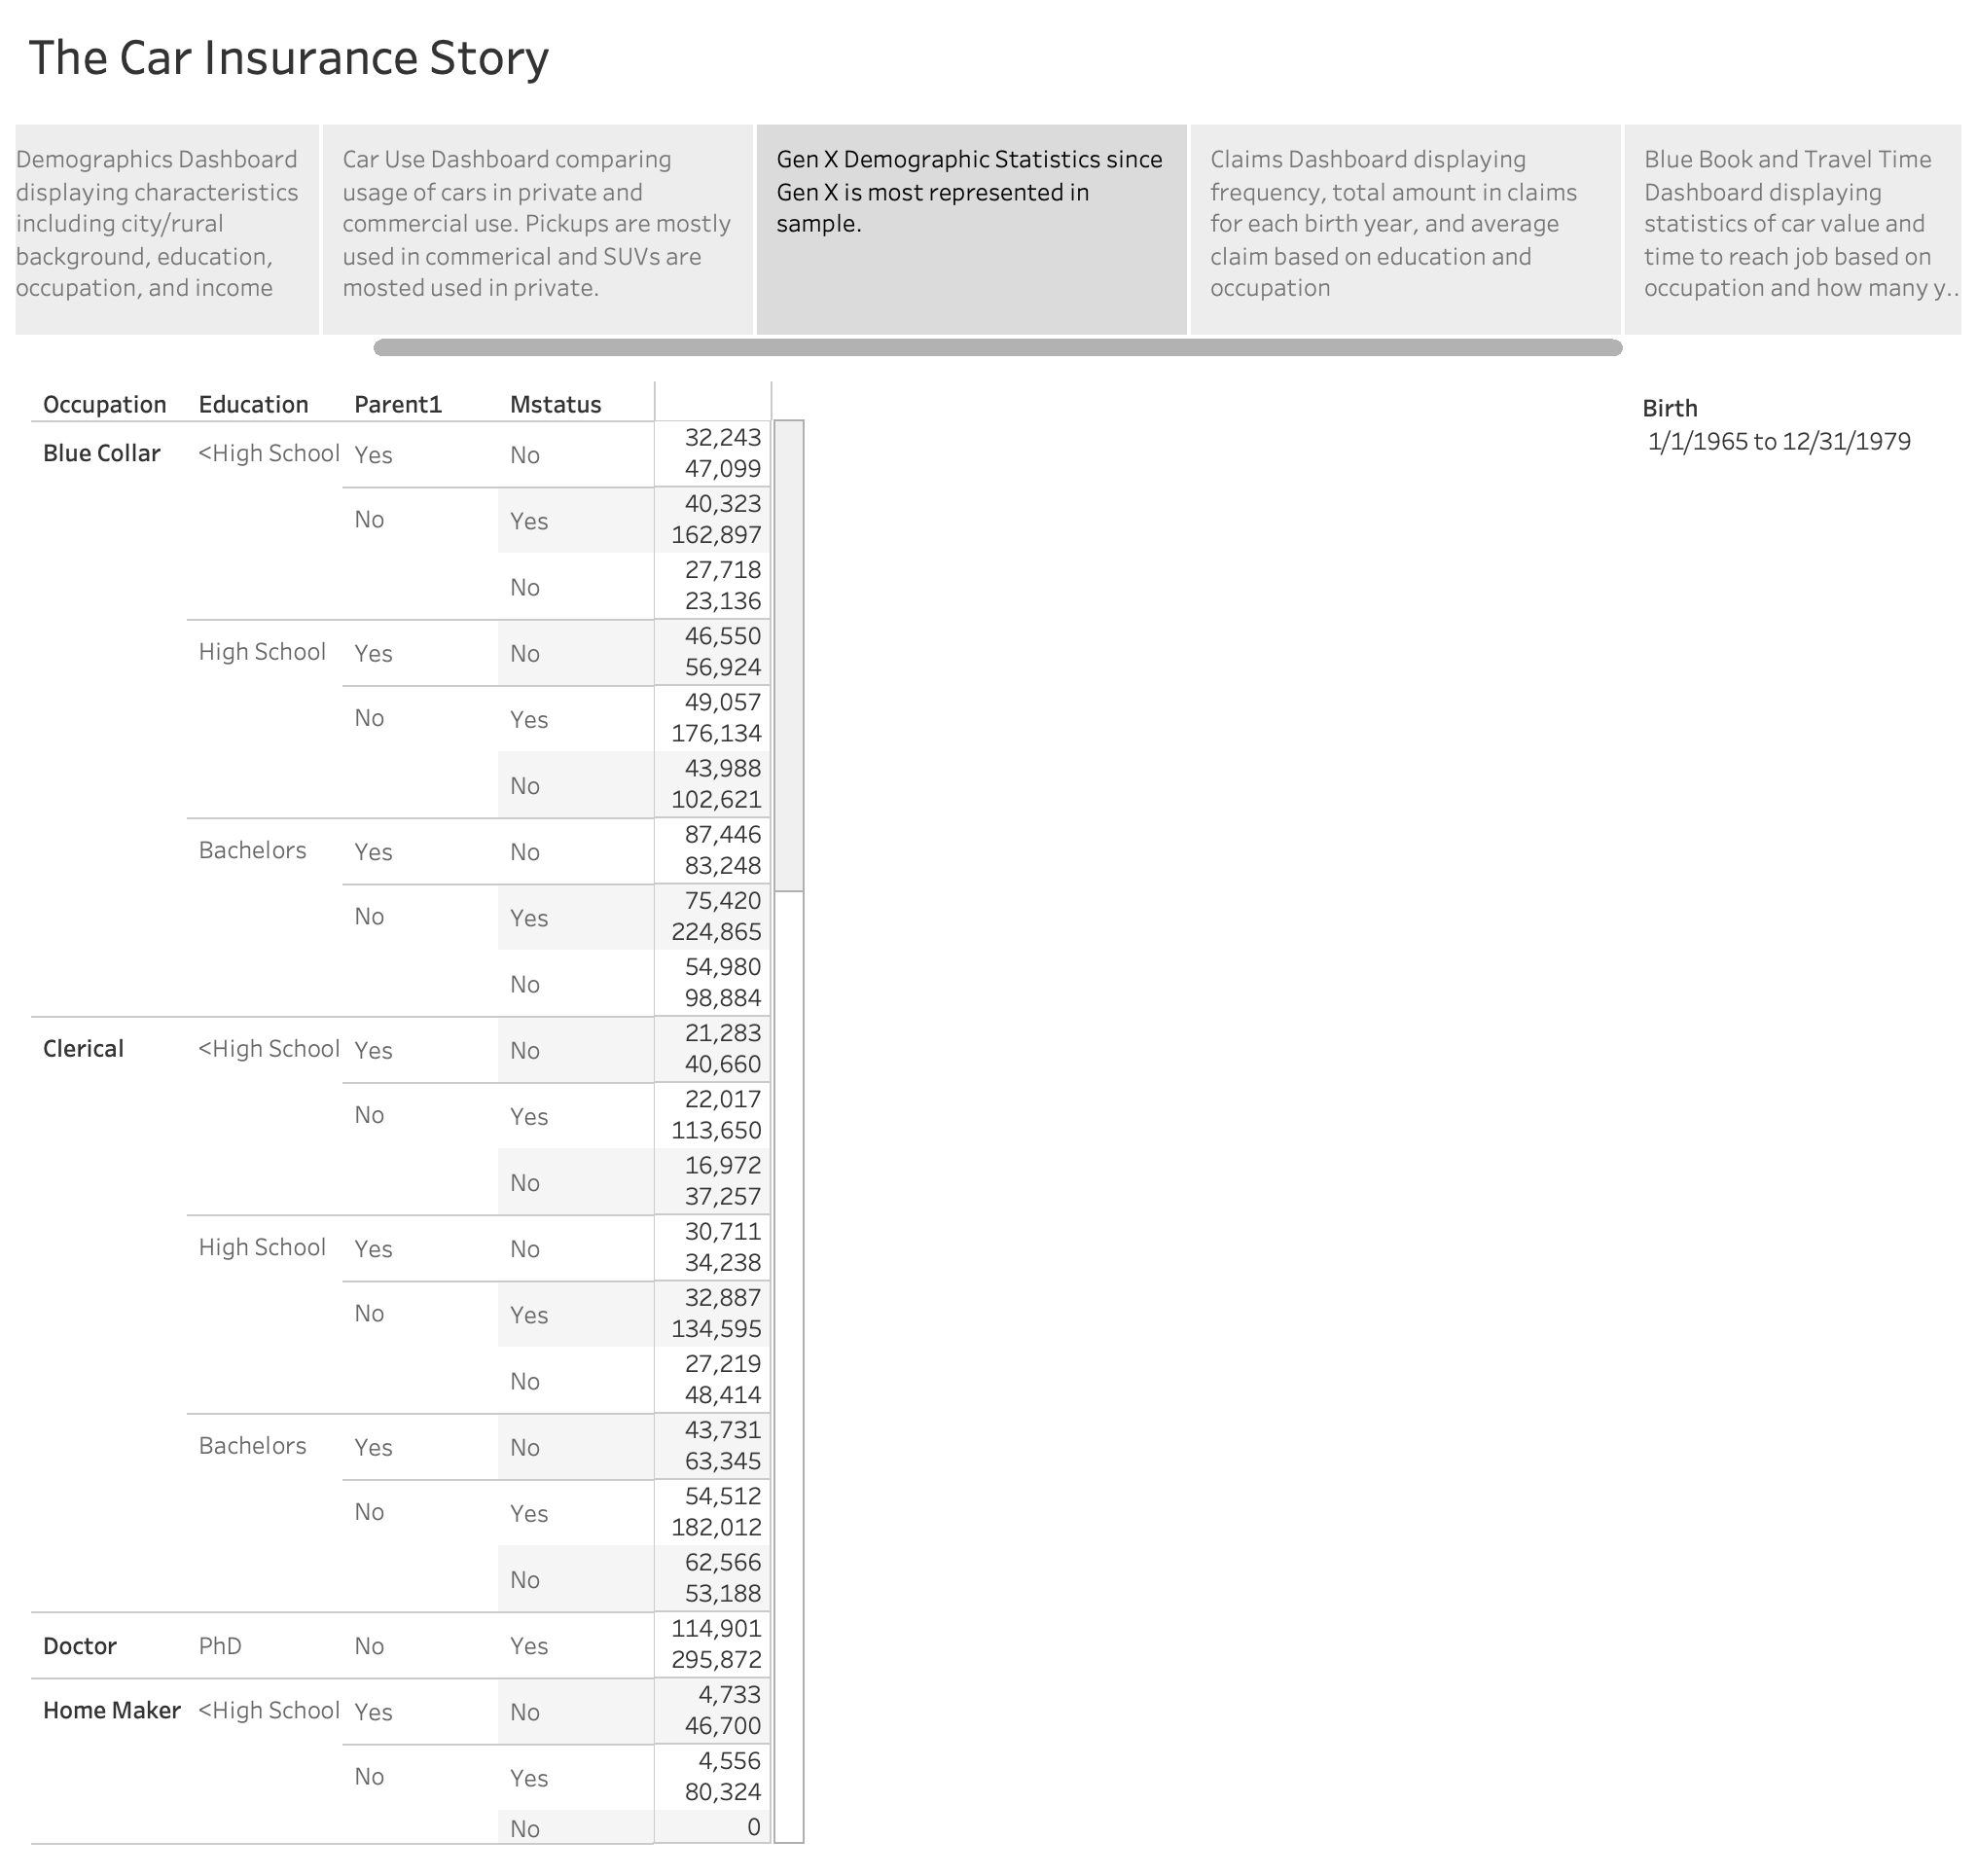 The Car Insurance Story
Demographics Dashboard
displaying characteristics
including city/rural
background, education,
occupation, and income
Car Use Dashboard comparing
usage of cars in private and
commercial use. Pickups are mostly
used in commerical and SUVs are
mosted used in private.
Gen X Demographic Statistics since
Gen X is most represented in
sample.
Claims Dashboard displaying
frequency, total amount in claims
for each birth year, and average
claim based on education and
occupation
Blue Book and Travel Time
Dashboard displaying
statistics of car value and
time to reach job based on
occupation and how many y..
Occupation Education Parent1 Mstatus
Blue Collar <High School Yes No 32,243
47,099
No Yes 40,323
162,897
No 27,718
23,136
High School Yes No 46,550
56,924
No Yes 49,057
176,134
No 43,988
102,621
Bachelors Yes No 87,446
83,248
No Yes 75,420
224,865
No 54,980
98,884
Clerical <High School Yes No 21,283
40,660
No Yes 22,017
113,650
No 16,972
37,257
High School Yes No 30,711
34,238
No Yes 32,887
134,595
No 27,219
48,414
Bachelors Yes No 43,731
63,345
No Yes 54,512
182,012
No 62,566
53,188
Doctor PhD No Yes 114,901
295,872
Home Maker <High School Yes No 4,733
46,700
No Yes 4,556
80,324
No 0
Birth
1/1/1965 to 12/31/1979